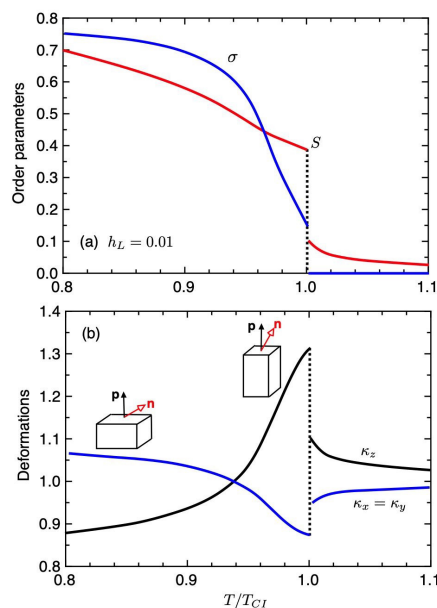 0.8
0.7
0.6
0.5
0.4
0.3
0.2
0.1
0.0
Order parameters
σ
S
(a) h_L = 0.01
0.8 0.9 1.0 1.1
1.4
1.3
1.2
1.1
1.0
0.9
0.8
Deformations
(b)
p n
p n
κ_z
κ_x = κ_y
0.8 0.9 1.0 1.1
T/T_{CI}